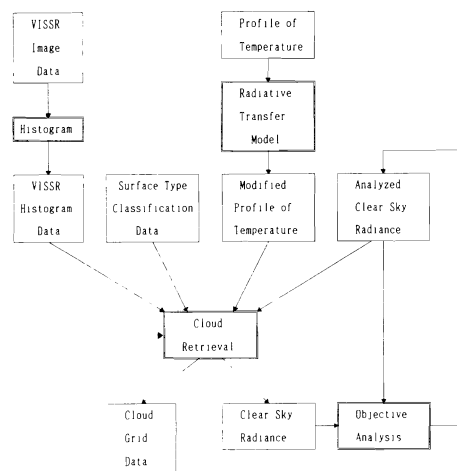 VISSR
Image
Data
Profile of
Temperature
Histogram
Radiative
Transfer
Model
VISSR
Histogram
Data
Surface Type
Classification
Data
Modified
Profile of
Temperature
Analyzed
Clear Sky
Radiance
Cloud
Retrieval
Cloud
Grid
Data
Clear Sky
Radiance
Objective
Analysis